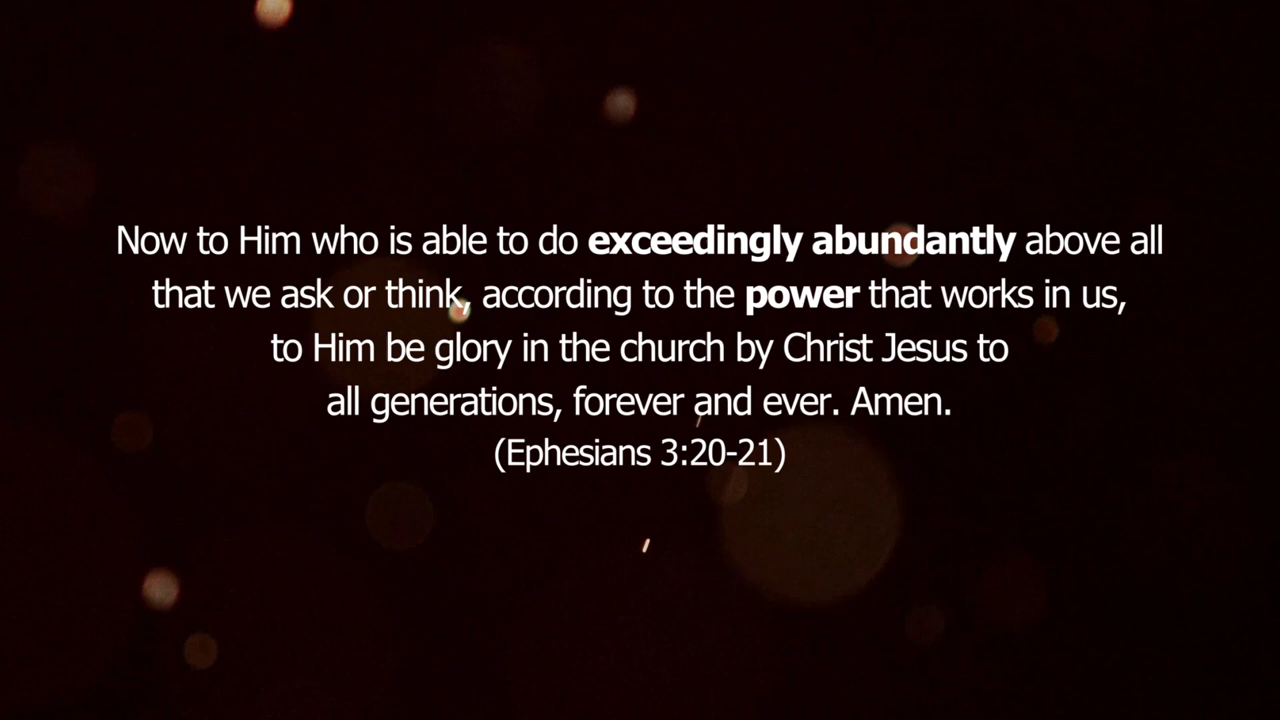 Now to Him who is able to do exceedingly abundantly above all
that we ask or think, according to the power that works in us,
to Him be glory in the church by Christ Jesus to
all generations, forever and ever. Amen.
(Ephesians 3:20-21)